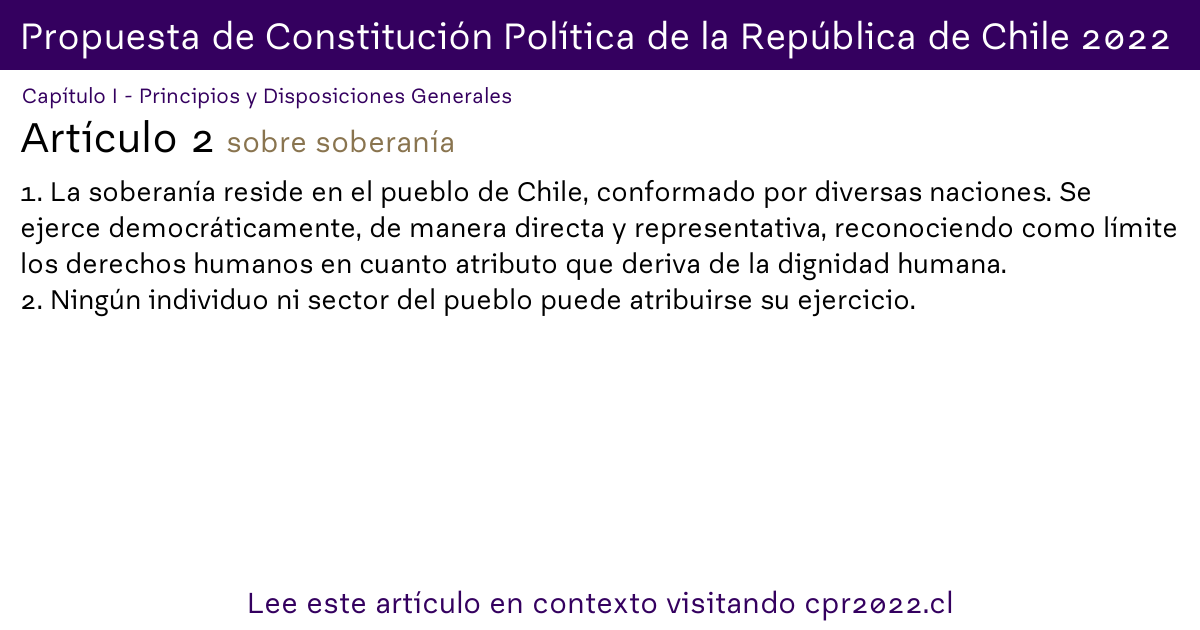 Propuesta de Constitución Política de la República de Chile 2022
Capítulo I - Principios y Disposiciones Generales
Artículo 2 sobre soberanía
1. La soberanía reside en el pueblo de Chile, conformado por diversas naciones. Se
ejerce democráticamente, de manera directa y representativa, reconociendo como límite
los derechos humanos en cuanto atributo que deriva de la dignidad humana.
2. Ningún individuo ni sector del pueblo puede atribuirse su ejercicio.
Lee este artículo en contexto visitando cpr2022.cl